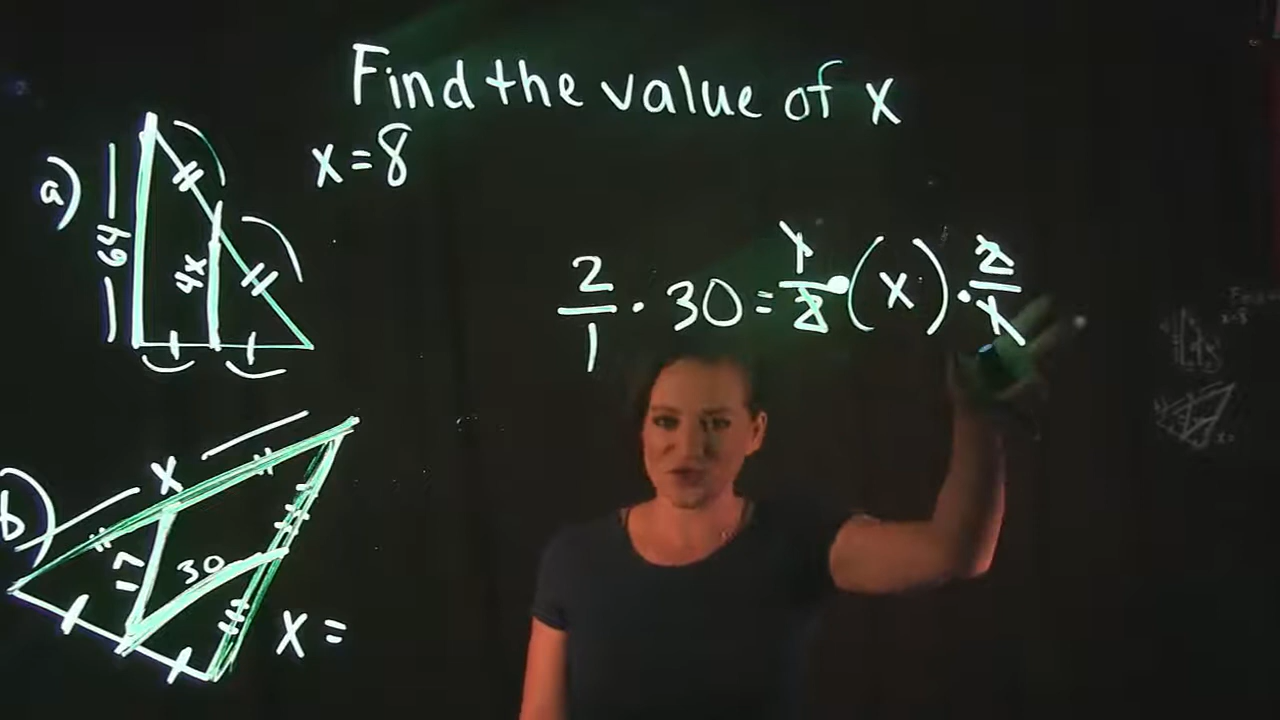 Find the value of x
a)
x = 8
64
4x
2/1 · 30 = 1/2 · (x) · 2/1
b)
x
17
30
x =